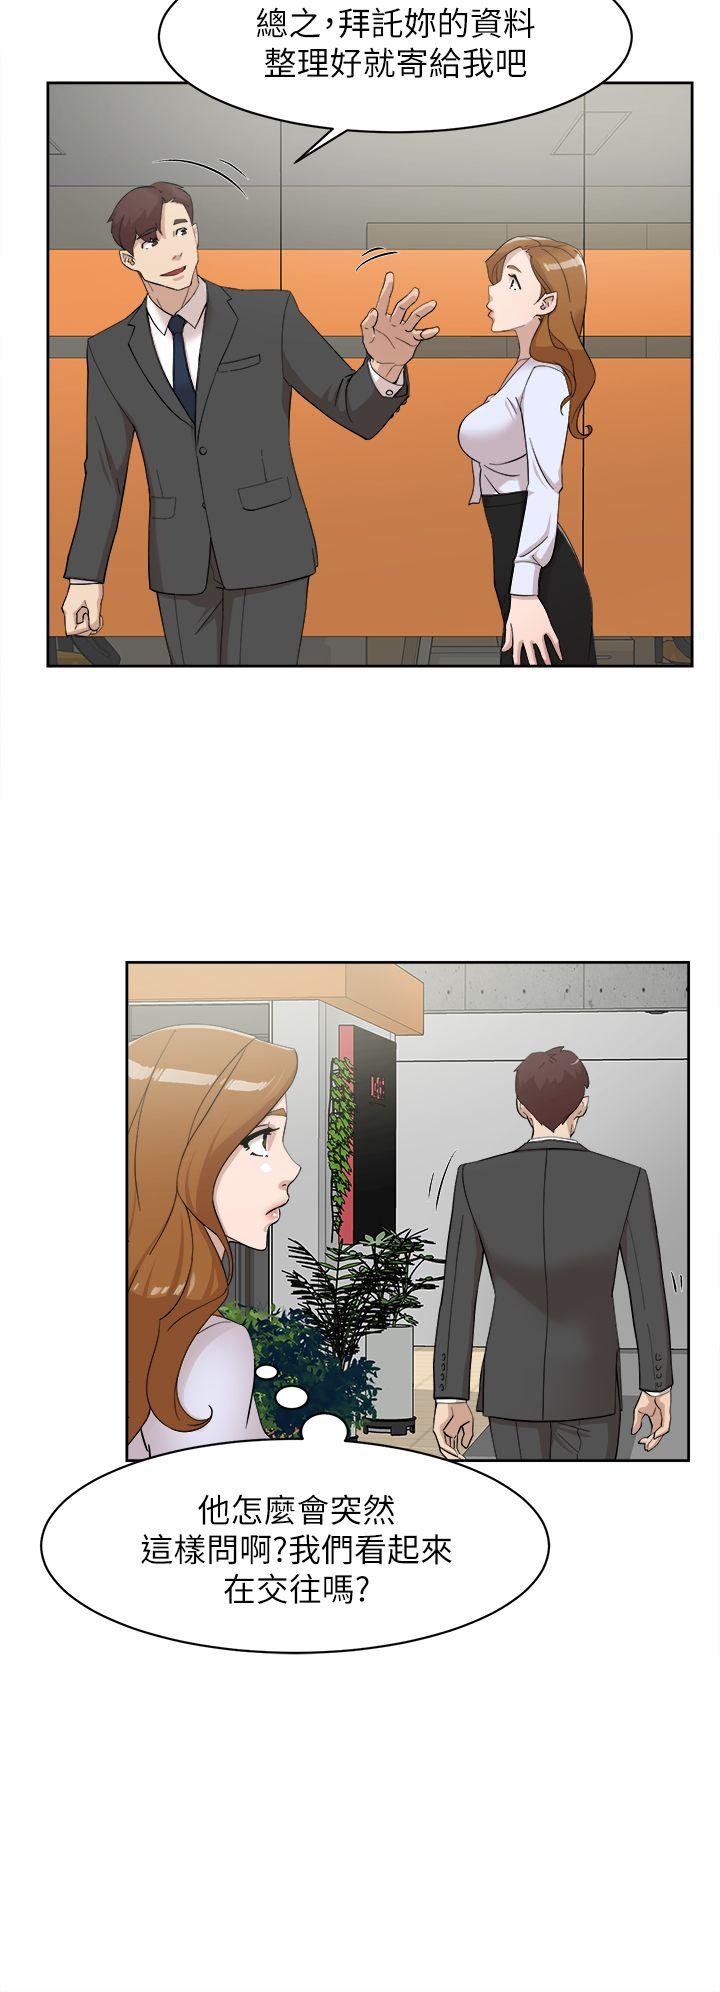 總之，拜託妳的資料
整理好就寄給我吧
他怎麼會突然
這樣問啊？我們看起來
在交往嗎？